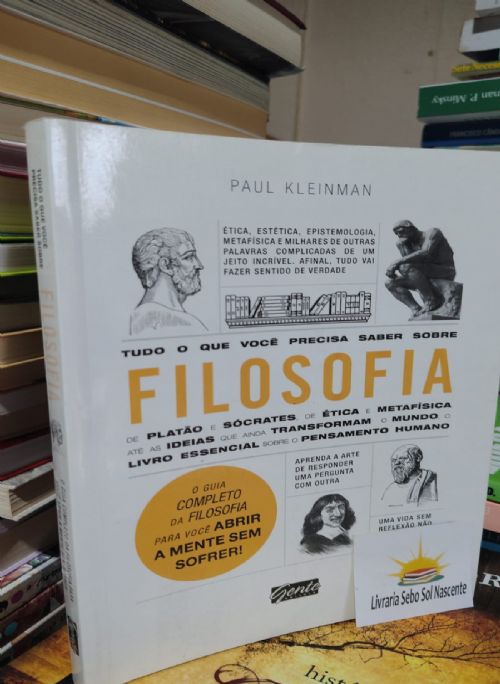 PAUL KLEINMAN
ÉTICA, ESTÉTICA, EPISTEMOLOGIA,
METAFÍSICA E MILHARES DE OUTRAS
PALAVRAS COMPLICADAS DE UM
JEITO INCRÍVEL. AFINAL, TUDO VAI
FAZER SENTIDO DE VERDADE
TUDO O QUE VOCÊ PRECISA SABER SOBRE
FILOSOFIA
DE PLATÃO E SÓCRATES, DE ÉTICA E METAFÍSICA
ATÉ AS IDEIAS QUE AINDA TRANSFORMAM O MUNDO, O
LIVRO ESSENCIAL SOBRE O PENSAMENTO HUMANO
O GUIA
COMPLETO
DA FILOSOFIA
PARA VOCÊ ABRIR
A MENTE SEM
SOFRER!
APRENDA A ARTE
DE RESPONDER
UMA PERGUNTA
COM OUTRA
UMA VIDA SEM
REFLEXÃO NÃO
Gente
Livraria Sebo Sol Nascente
TUDO O QUE VOCÊ
PRECISA SABER SOBRE
FILOSOFIA
man P. Minsky